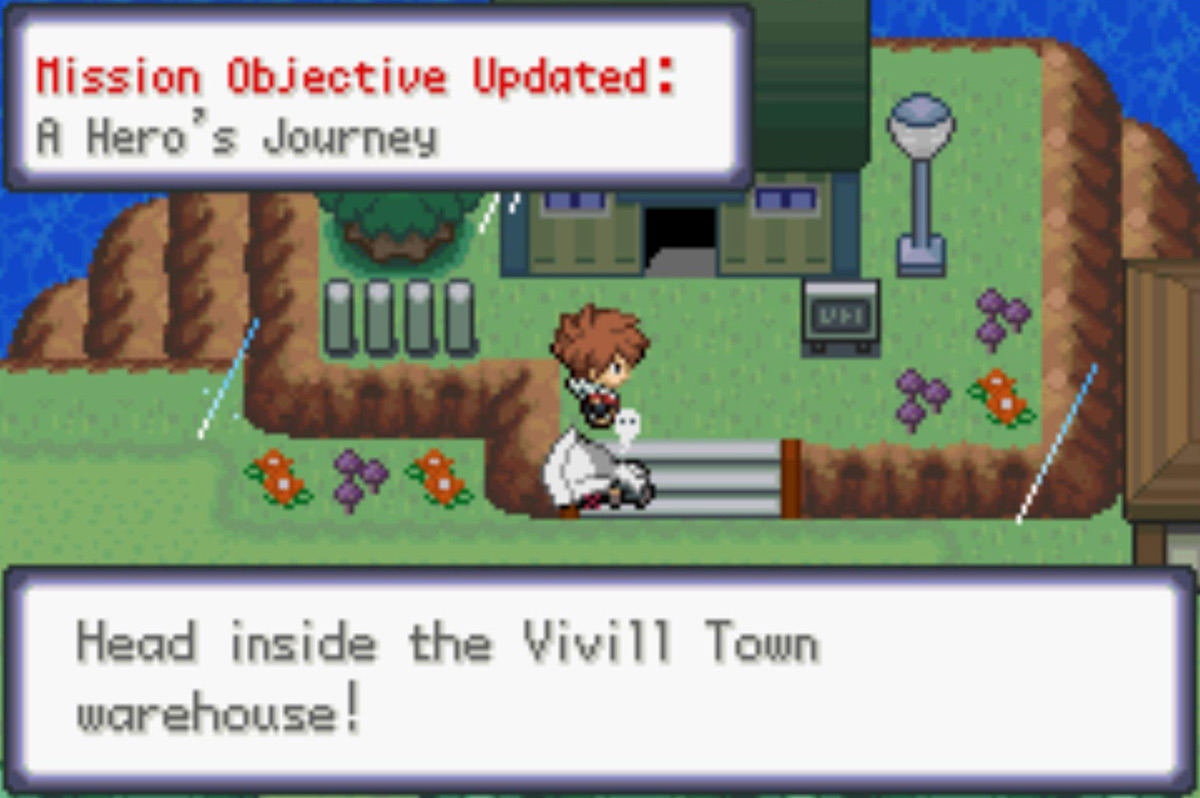 Mission Objective Updated:
A Hero's Journey
Head inside the Vivill Town
warehouse!